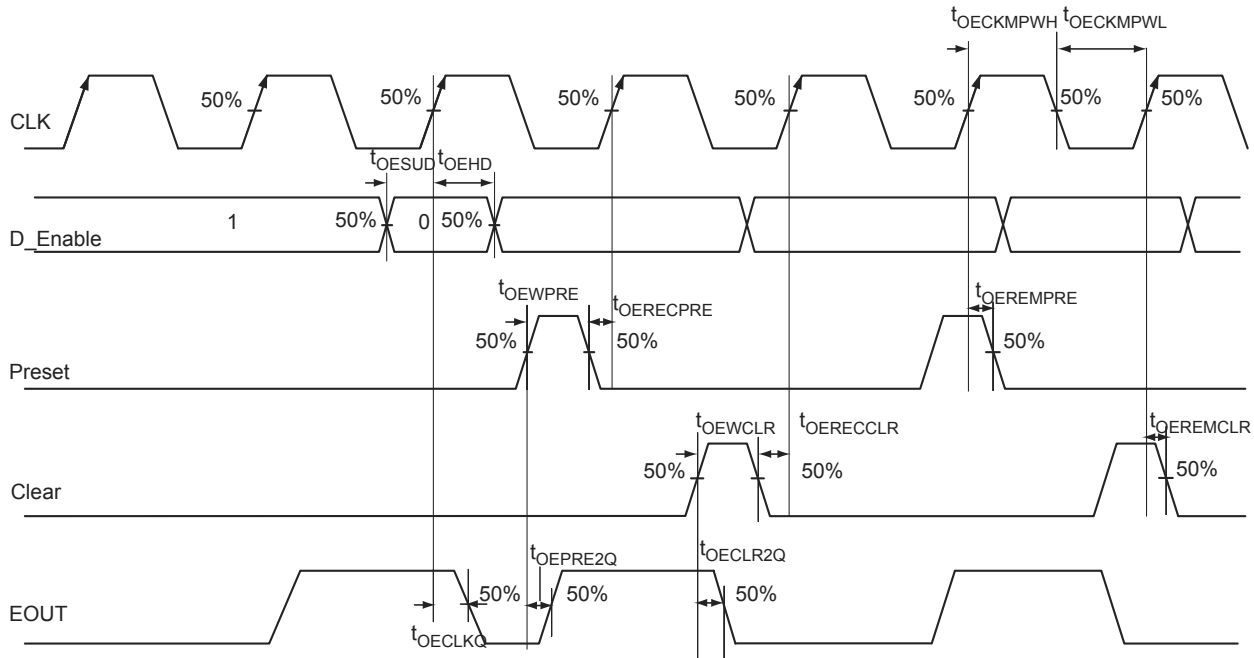 tOECKMPWH tOECKMPWL
50% 50% 50% 50% 50% 50% 50%
CLK
tOESUD tOEHD
1 50% 0 50%
D_Enable
tOEWPRE tOERECPRE tOEREMPRE
50% 50% 50%
Preset
tOEWCLR tOERECCLR tOEREMCLR
50% 50% 50%
Clear
tOEPRE2Q tOECLR2Q
50% 50% 50%
EOUT
tOECLKQ